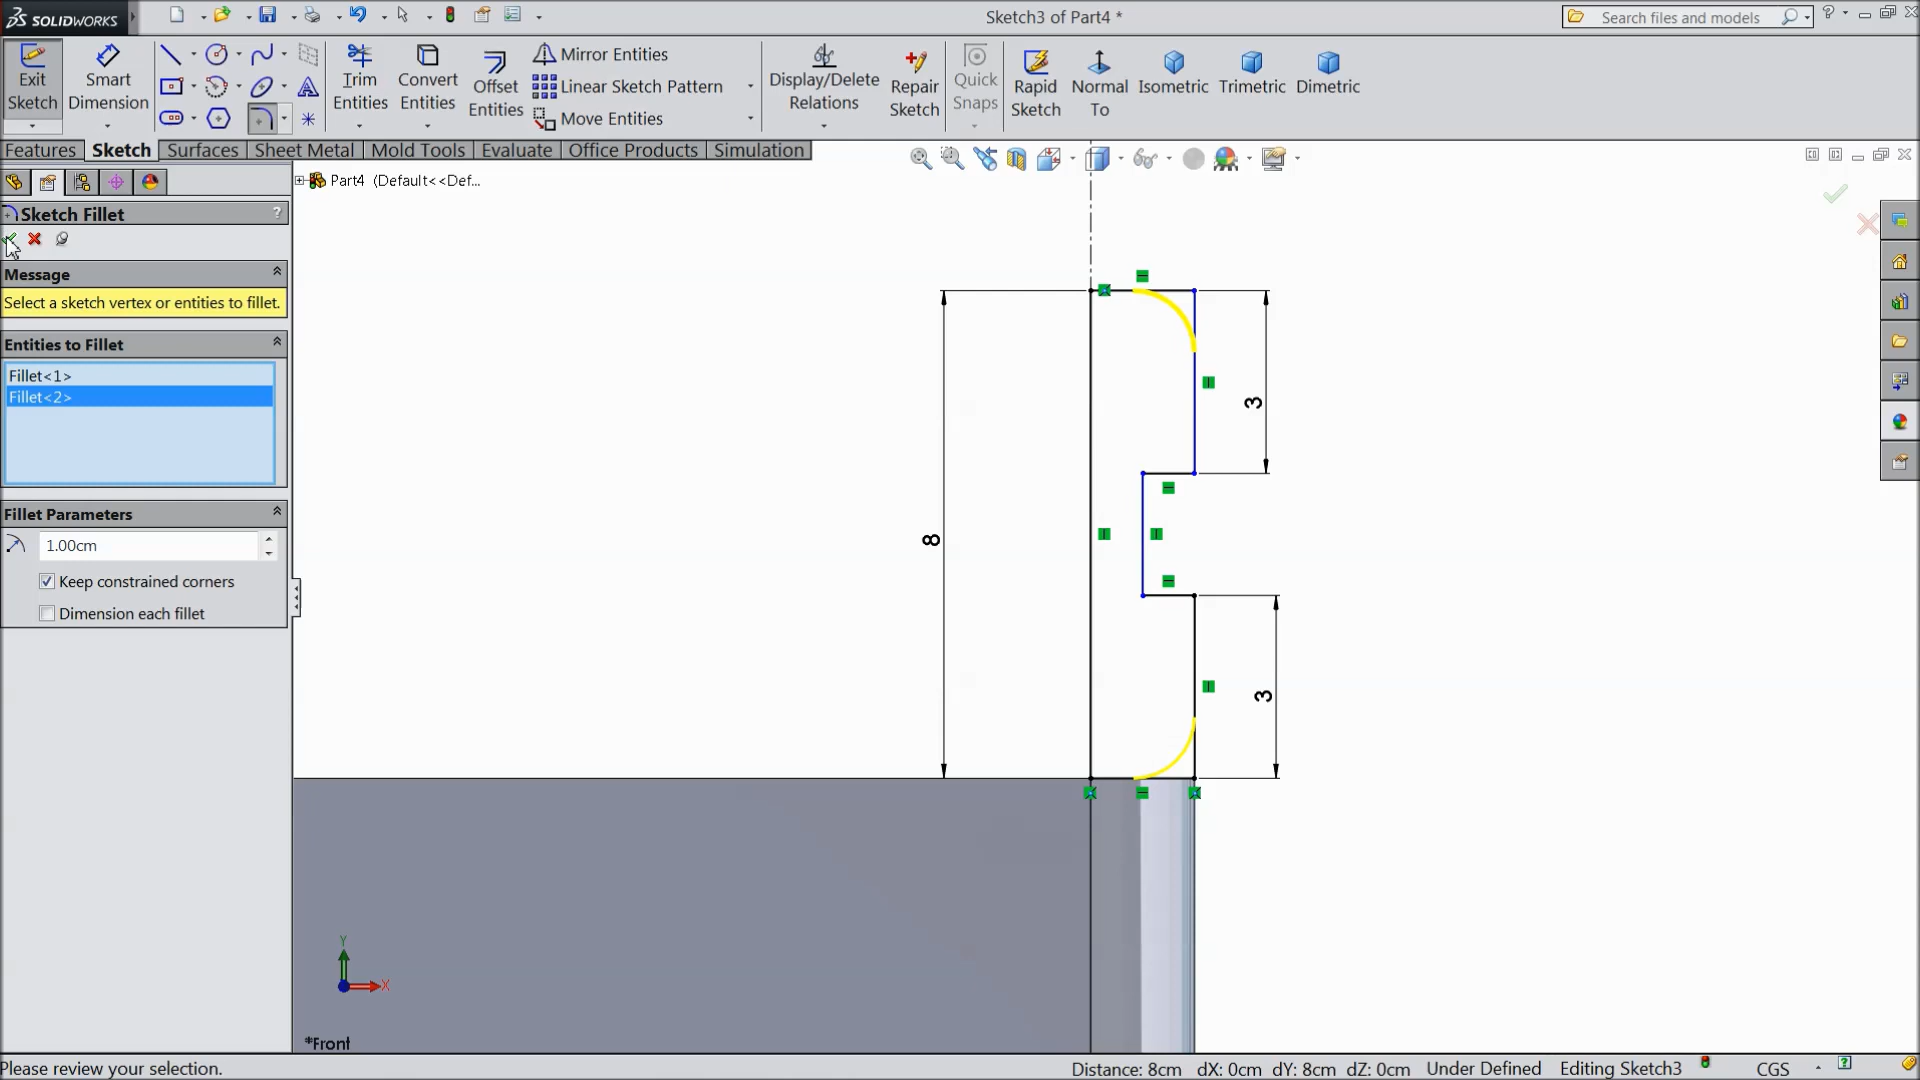 SOLIDWORKS
Sketch3 of Part4 *
Search files and models
?
Exit Sketch
Smart Dimension
Trim Entities
Convert Entities
Offset Entities
Mirror Entities
Linear Sketch Pattern
Move Entities
Display/Delete Relations
Repair Sketch
Quick Snaps
Rapid Sketch
Normal To
Isometric
Trimetric
Dimetric
Features Sketch Surfaces Sheet Metal Mold Tools Evaluate Office Products Simulation
Part4 (Default<<Def...
Sketch Fillet ?
Message
Select a sketch vertex or entities to fillet.
Entities to Fillet
Fillet<1>
Fillet<2>
Fillet Parameters
1.00cm
Keep constrained corners
Dimension each fillet
3
8
3
Y
X
*Front
Please review your selection.
Distance: 8cm dX: 0cm dY: 8cm dZ: 0cm Under Defined Editing Sketch3 CGS ?